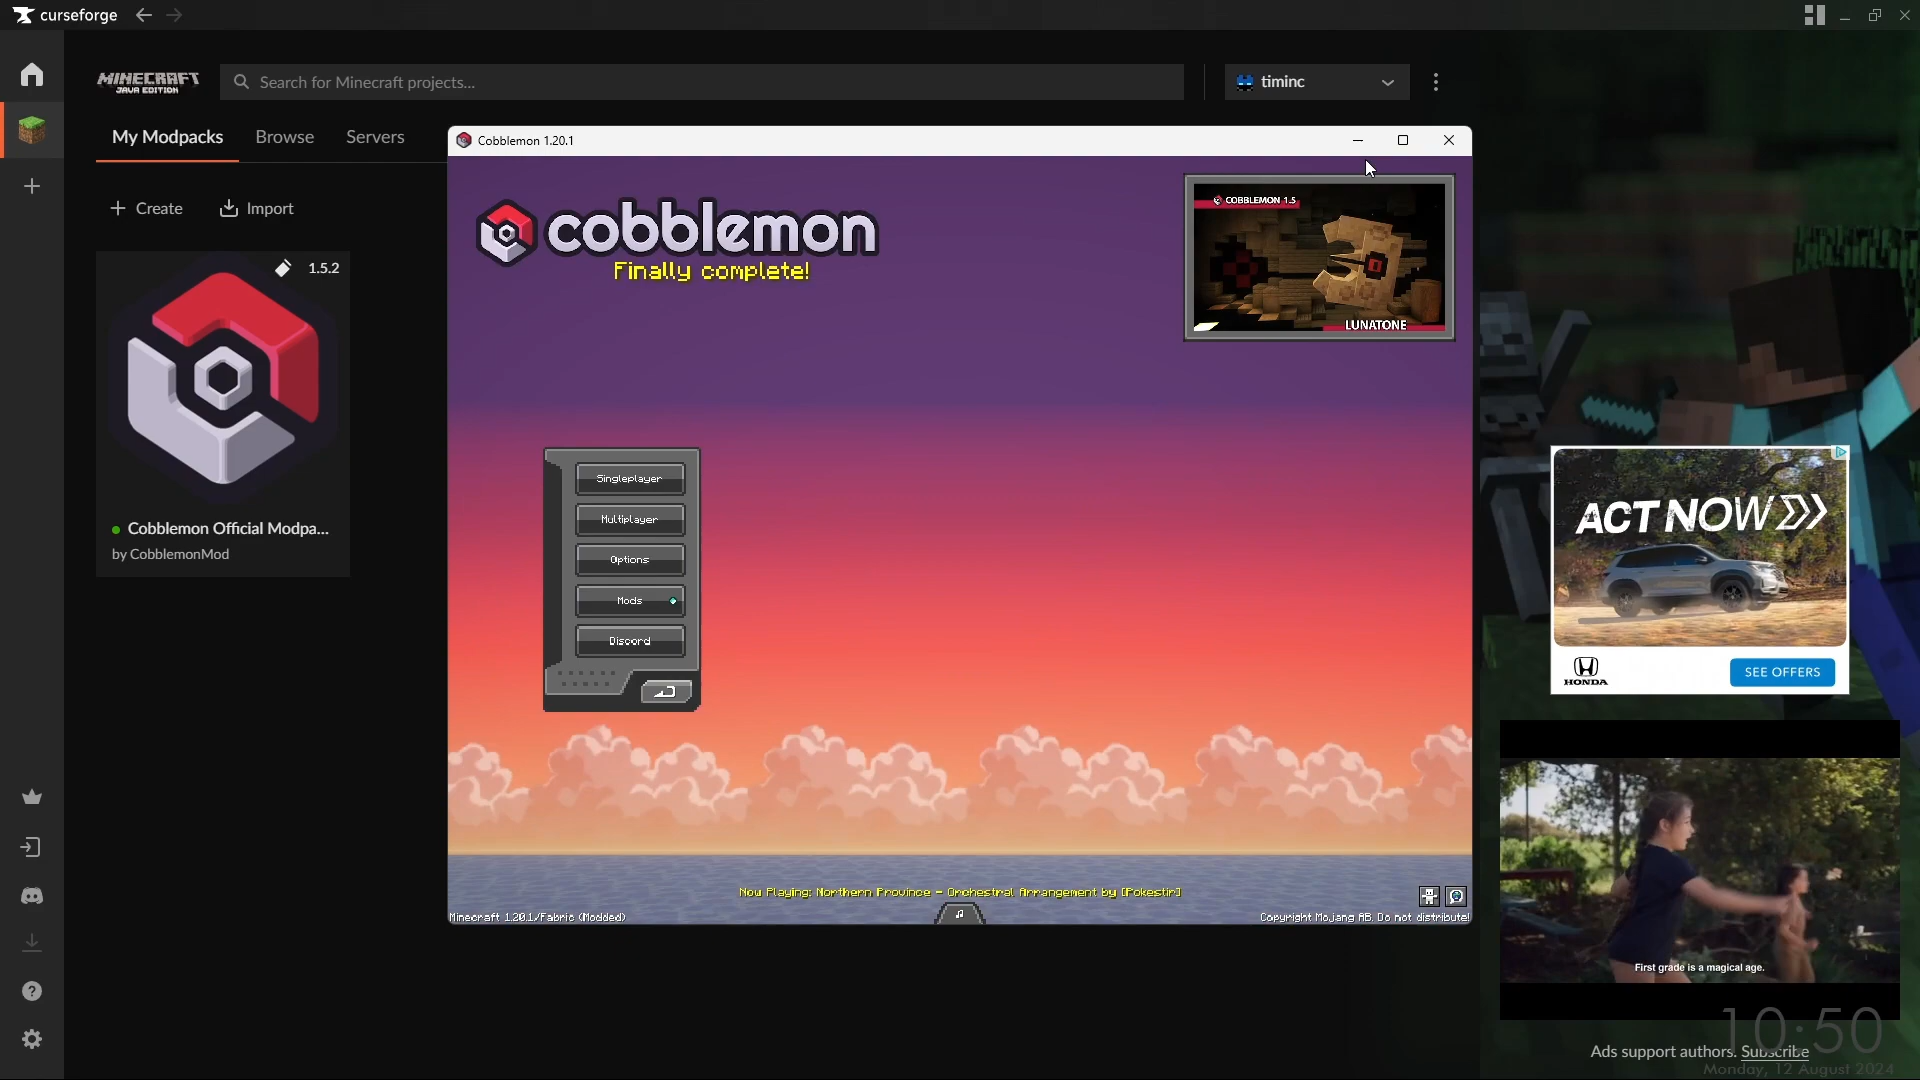 curseforge
MINECRAFT
JAVA EDITION
Search for Minecraft projects...
timinc
My Modpacks
Browse
Servers
Cobblemon 1.20.1
Create
Import
1.5.2
cobblemon
Finally complete!
COBBLEMON 1.5
LUNATONE
Singleplayer
Multiplayer
Options
Mods
Discord
Cobblemon Official Modpa...
by CobblemonMod
ACT NOW
HONDA
SEE OFFERS
First grade is a magical age.
Now Playing: Northern Province - Orchestral Arrangement by [Pokestir]
Minecraft 1.20.1/Fabric (Modded)
Copyright Mojang AB. Do not distribute!
10:50
Ads support authors. Subscribe
Monday, 12 August 2024